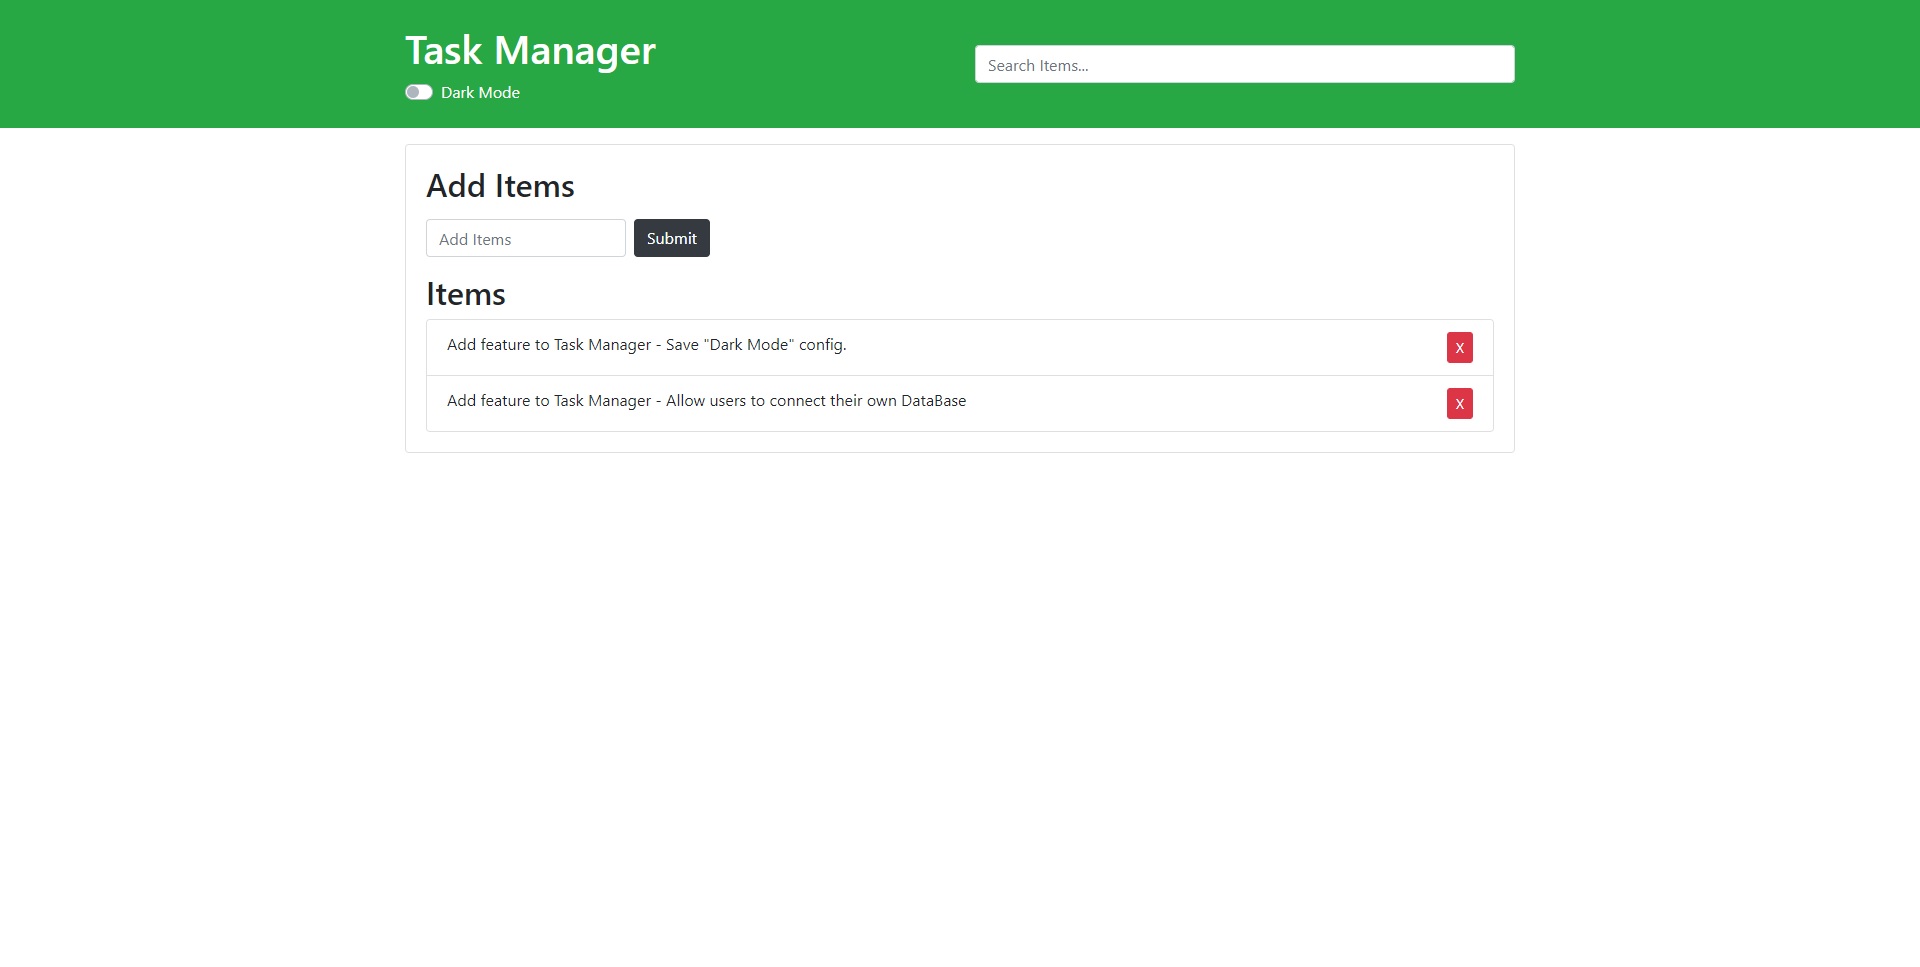 Task Manager
Dark Mode
Search Items...
Add Items
Add Items
Submit
Items
Add feature to Task Manager - Save "Dark Mode" config.
X
Add feature to Task Manager - Allow users to connect their own DataBase
X